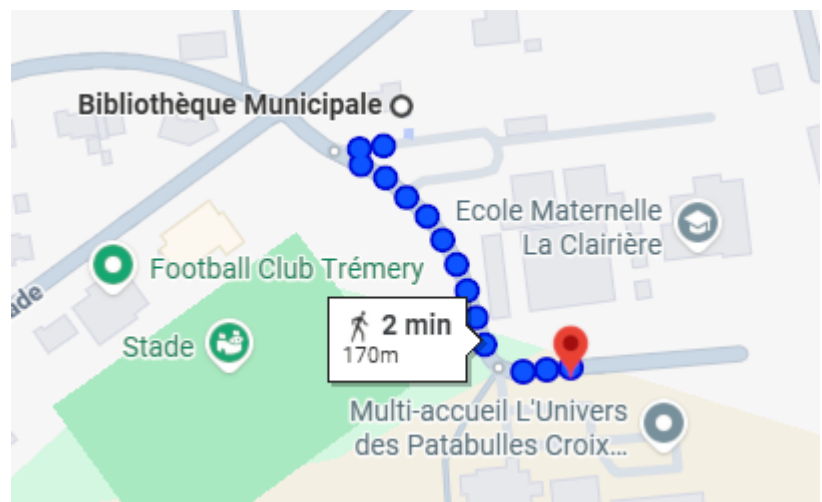 Bibliothèque Municipale
Ecole Maternelle
La Clairière
Football Club Trémery
ade
2 min
170m
Stade
Multi-accueil L'Univers
des Patabulles Croix...